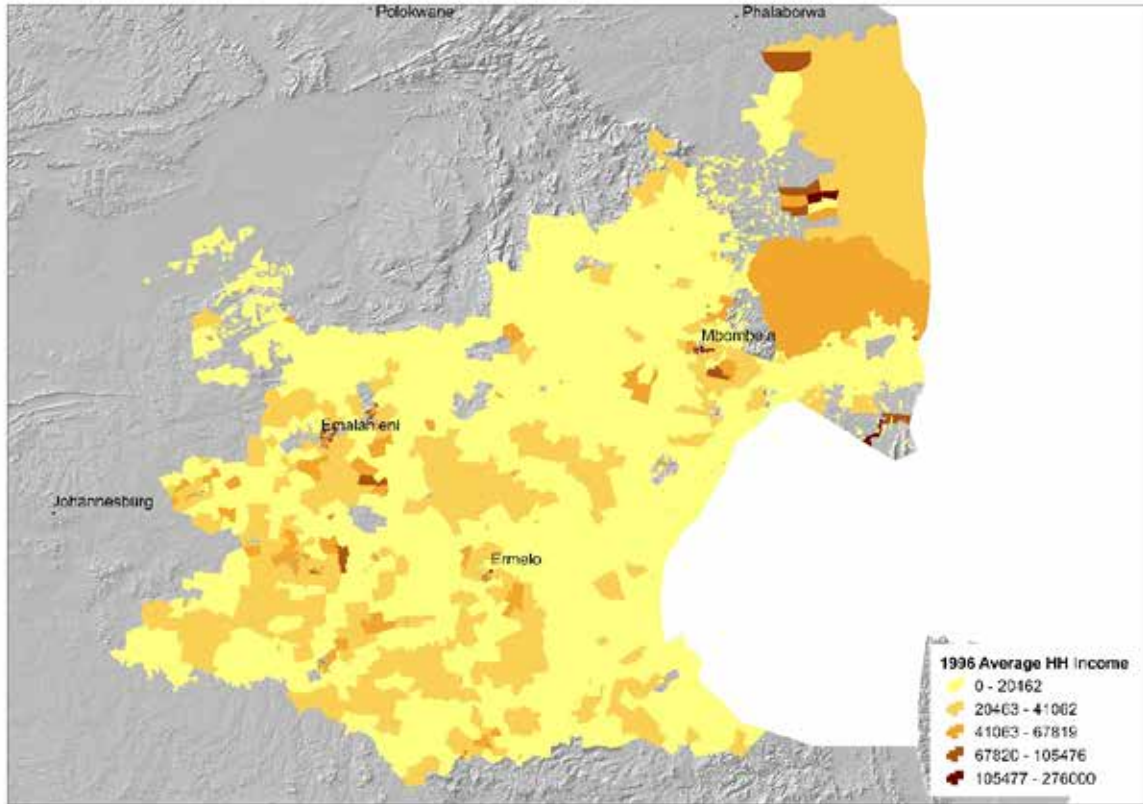 Polokwane
Phalaborwa
Mbombela
Emalahleni
Johannesburg
Ermelo
1996 Average HH Income
0 - 20462
20463 - 41062
41063 - 67819
67820 - 105476
105477 - 276000